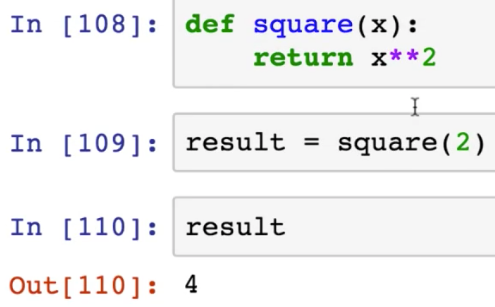 In [108]: def square(x):
    return x**2
In [109]: result = square(2)
In [110]: result
Out[110]: 4